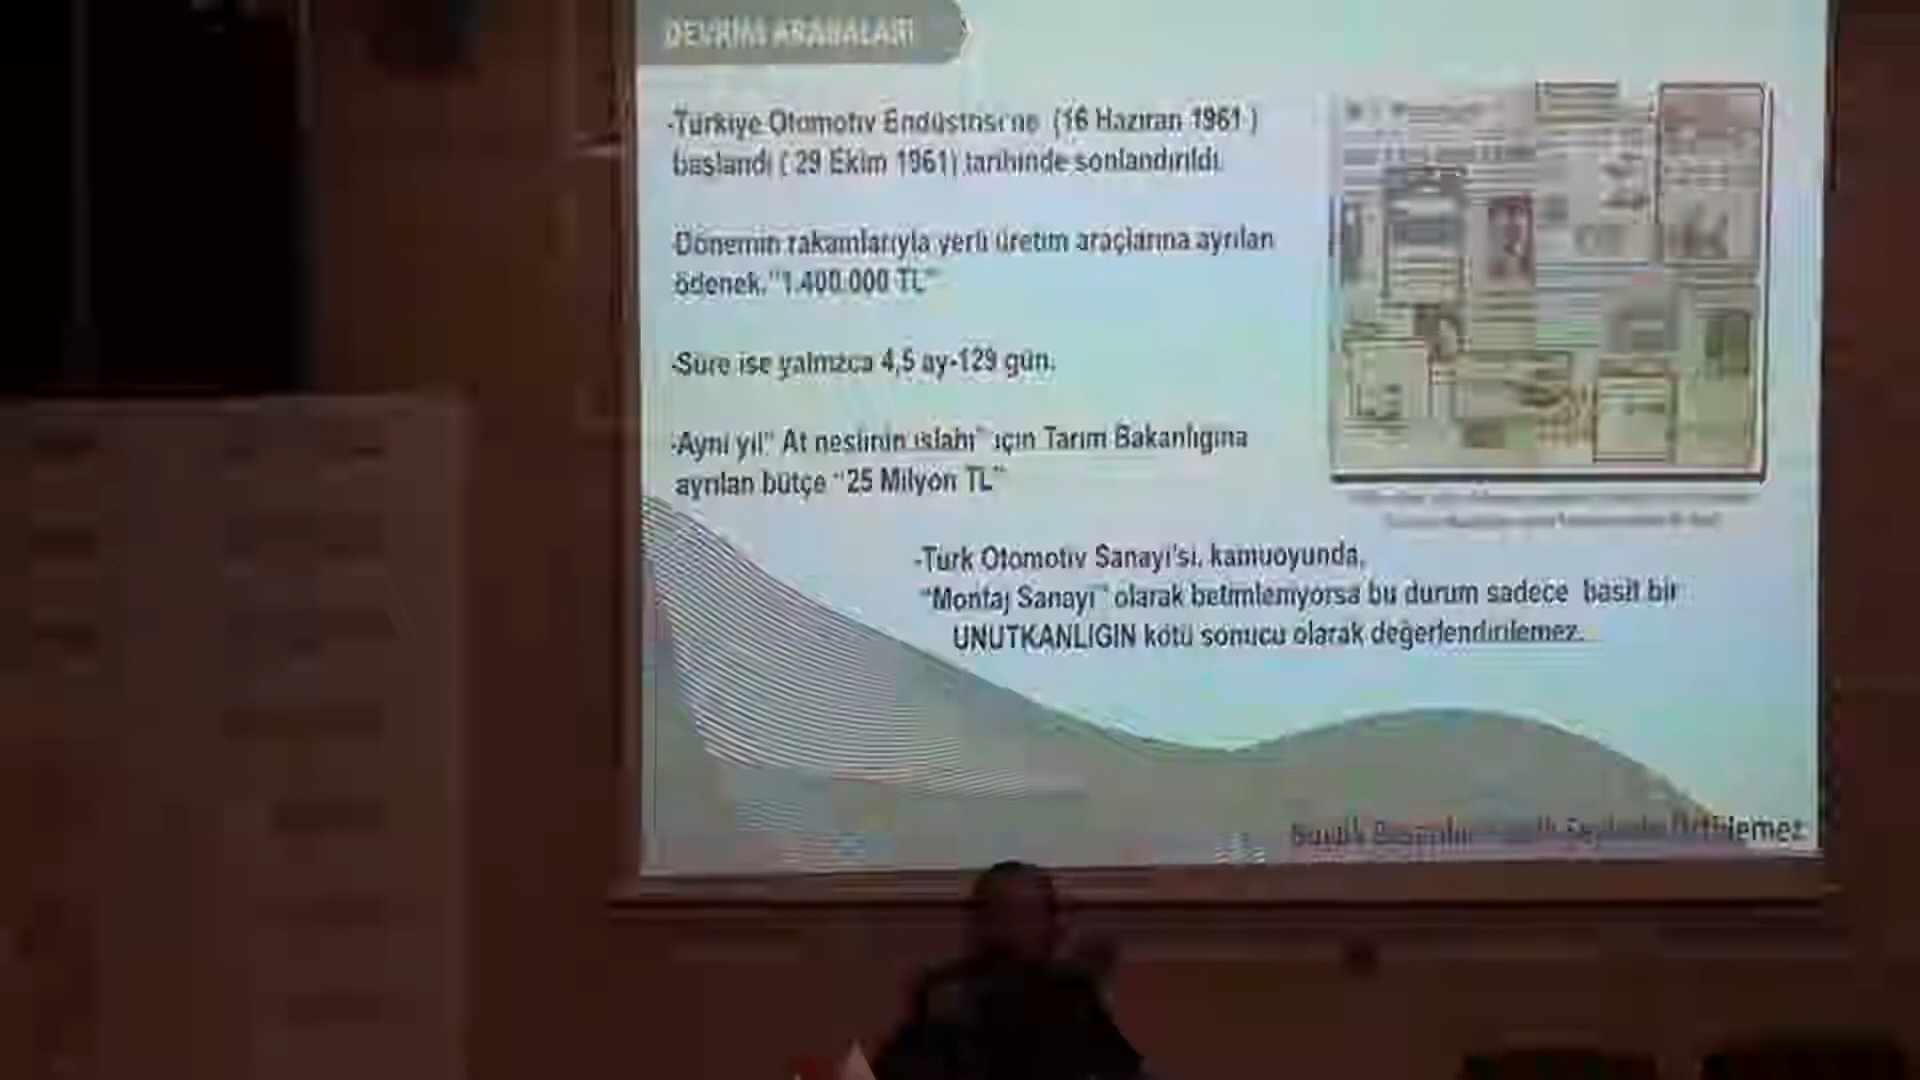 DEVRİM ARABALARI
-Türkiye Otomotiv Endüstrisi'ne (16 Haziran 1961 )
başlandı ( 29 Ekim 1961) tarihinde sonlandırıldı.
-Dönemin rakamlarıyla yerli üretim araçlarına ayrılan
ödenek."1.400.000 TL"
-Süre ise yalnızca 4,5 ay-129 gün.
-Ayni yıl" At neslinin ıslahı" için Tarım Bakanlıgına
ayrılan bütçe "25 Milyon TL"
-Türk Otomotiv Sanayi'si, kamuoyunda,
"Montaj Sanayi" olarak betimleniyorsa bu durum sadece basit bir
UNUTKANLIGIN kötü sonucu olarak değerlendirilemez.